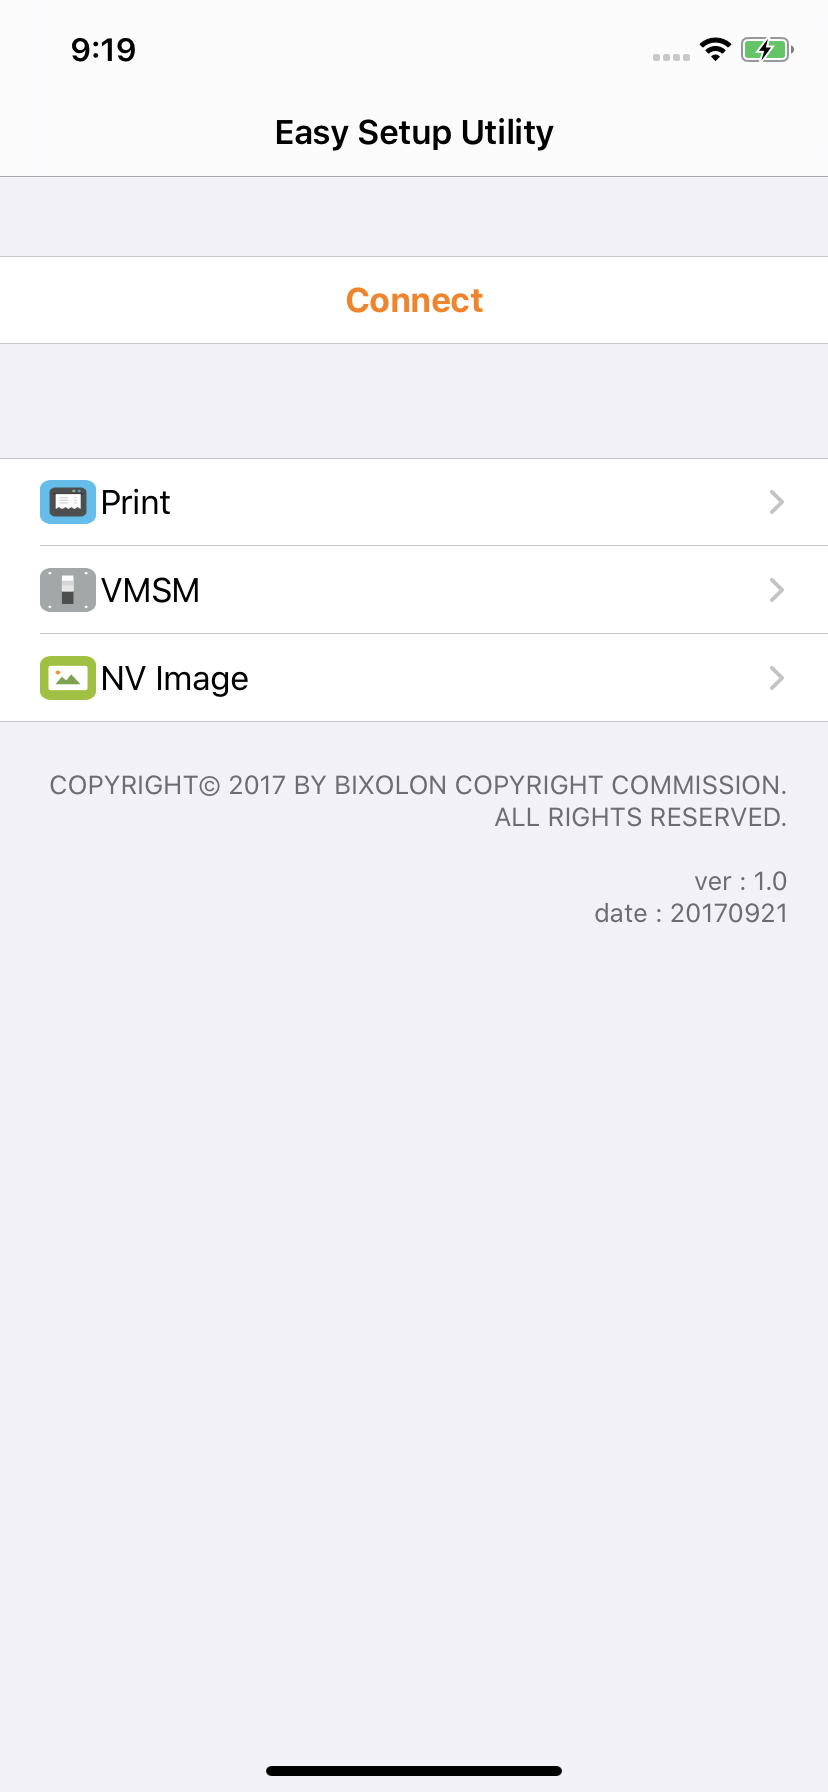 9:19
Easy Setup Utility
Connect
Print
VMSM
NV Image
COPYRIGHT© 2017 BY BIXOLON COPYRIGHT COMMISSION.
ALL RIGHTS RESERVED.
ver : 1.0
date : 20170921